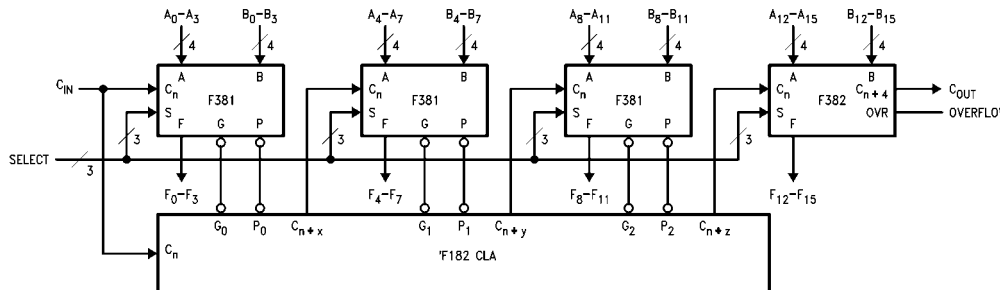 A0–A3 B0–B3 A4–A7 B4–B7 A8–A11 B8–B11 A12–A15 B12–B15
4 4 4 4 4 4 4 4
CIN A B A B A B A B
Cn Cn Cn Cn Cn+4 COUT
F381 F381 F381 F382
S S S S OVR OVERFLOW
F G P F G P F G P F
3 3 3 3
SELECT 3
F0–F3 F4–F7 F8–F11 F12–F15
G0 P0 Cn+x G1 P1 Cn+y G2 P2 Cn+z
Cn 'F182 CLA